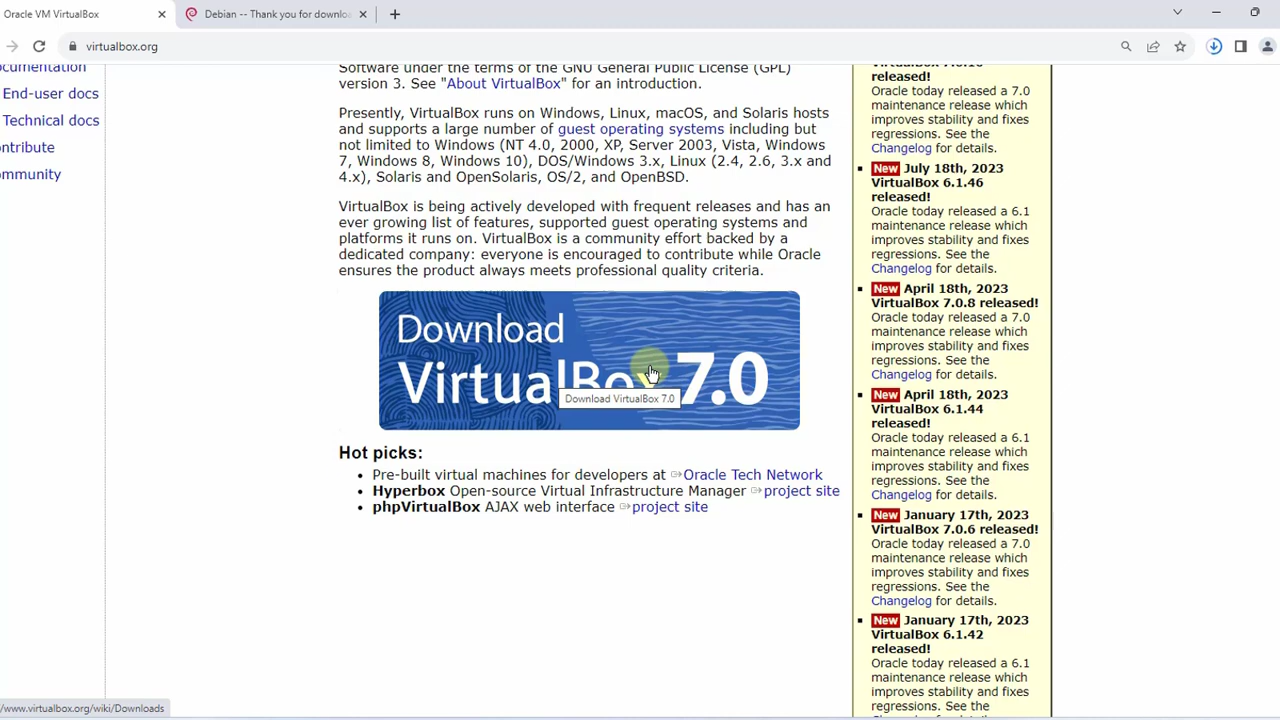 Oracle VM VirtualBox
Debian -- Thank you for downlo
virtualbox.org
ocumentation
End-user docs
Technical docs
ontribute
ommunity
Software under the terms of the GNU General Public License (GPL)
version 3. See "About VirtualBox" for an introduction.
Presently, VirtualBox runs on Windows, Linux, macOS, and Solaris hosts
and supports a large number of guest operating systems including but
not limited to Windows (NT 4.0, 2000, XP, Server 2003, Vista, Windows
7, Windows 8, Windows 10), DOS/Windows 3.x, Linux (2.4, 2.6, 3.x and
4.x), Solaris and OpenSolaris, OS/2, and OpenBSD.
VirtualBox is being actively developed with frequent releases and has an
ever growing list of features, supported guest operating systems and
platforms it runs on. VirtualBox is a community effort backed by a
dedicated company: everyone is encouraged to contribute while Oracle
ensures the product always meets professional quality criteria.
Download
VirtualBox 7.0
Download VirtualBox 7.0
Hot picks:
Pre-built virtual machines for developers at Oracle Tech Network
Hyperbox Open-source Virtual Infrastructure Manager project site
phpVirtualBox AJAX web interface project site
VirtualBox 7.0.10
released!
Oracle today released a 7.0
maintenance release which
improves stability and fixes
regressions. See the
Changelog for details.
New July 18th, 2023
VirtualBox 6.1.46
released!
Oracle today released a 6.1
maintenance release which
improves stability and fixes
regressions. See the
Changelog for details.
New April 18th, 2023
VirtualBox 7.0.8 released!
Oracle today released a 7.0
maintenance release which
improves stability and fixes
regressions. See the
Changelog for details.
New April 18th, 2023
VirtualBox 6.1.44
released!
Oracle today released a 6.1
maintenance release which
improves stability and fixes
regressions. See the
Changelog for details.
New January 17th, 2023
VirtualBox 7.0.6 released!
Oracle today released a 7.0
maintenance release which
improves stability and fixes
regressions. See the
Changelog for details.
New January 17th, 2023
VirtualBox 6.1.42
released!
Oracle today released a 6.1
maintenance release which
improves stability and fixes
regressions. See the
/www.virtualbox.org/wiki/Downloads